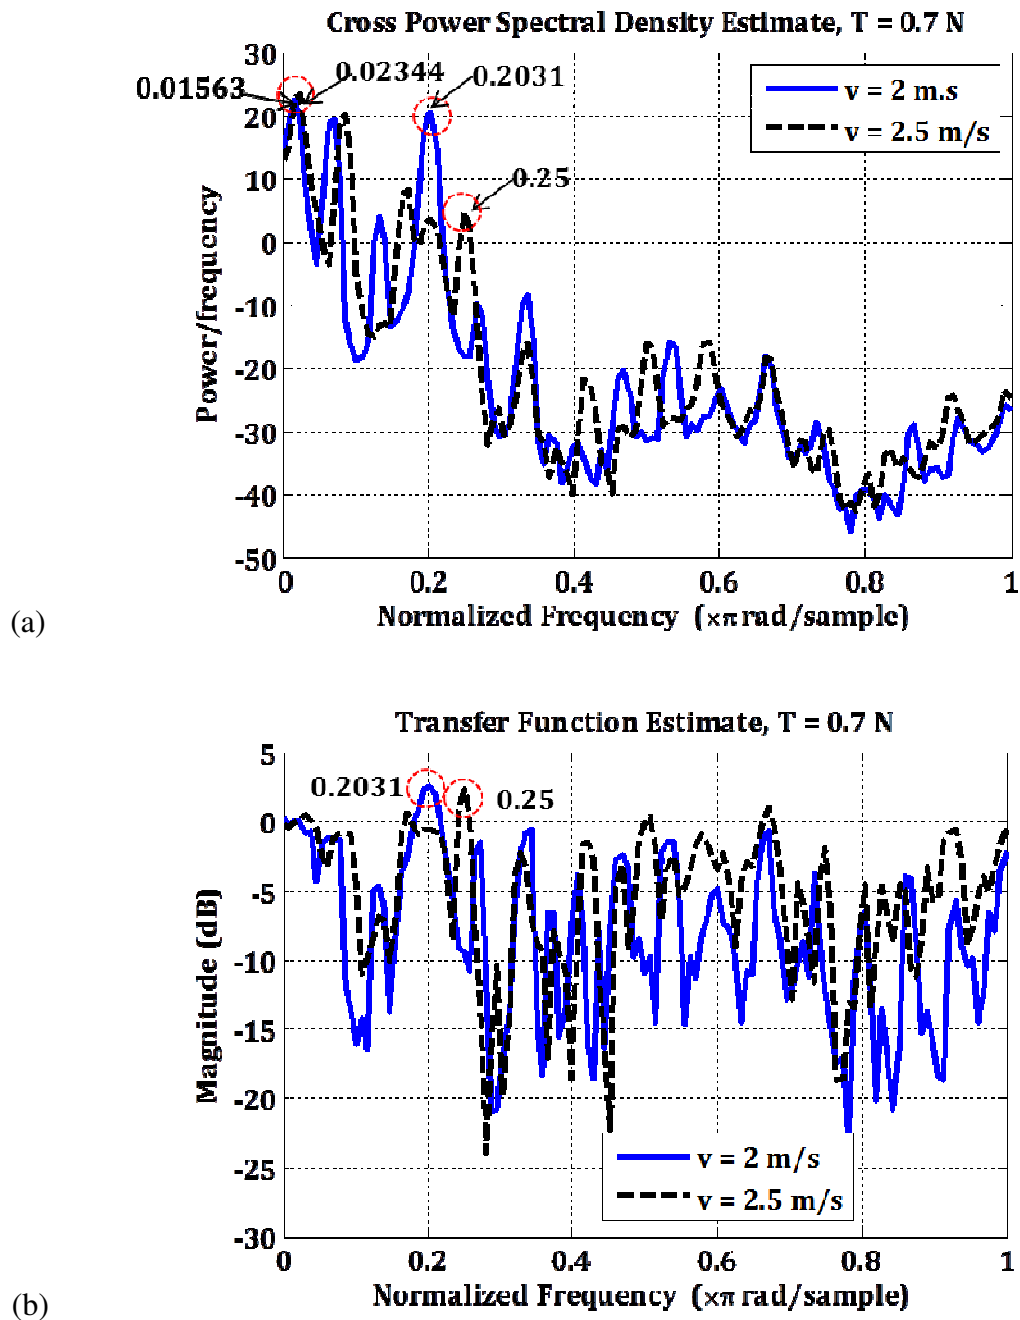 Cross Power Spectral Density Estimate, T = 0.7 N
30
20
10
0
-10
-20
-30
-40
-50
Power/frequency
0.01563
0.02344
0.2031
0.25
v = 2 m.s
v = 2.5 m/s
0
0.2
0.4
0.6
0.8
1
Normalized Frequency (×π rad/sample)
(a)
Transfer Function Estimate, T = 0.7 N
5
0
-5
-10
-15
-20
-25
-30
Magnitude (dB)
0.2031
0.25
v = 2 m/s
v = 2.5 m/s
0
0.2
0.4
0.6
0.8
1
Normalized Frequency (×π rad/sample)
(b)